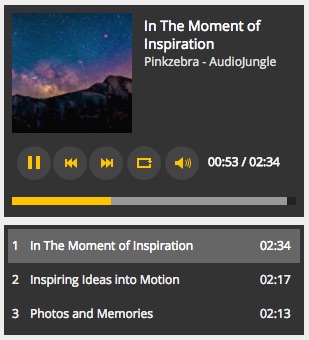 In The Moment of
Inspiration
Pinkzebra - AudioJungle
00:53 / 02:34
1 In The Moment of Inspiration 02:34
2 Inspiring Ideas into Motion 02:17
3 Photos and Memories 02:13